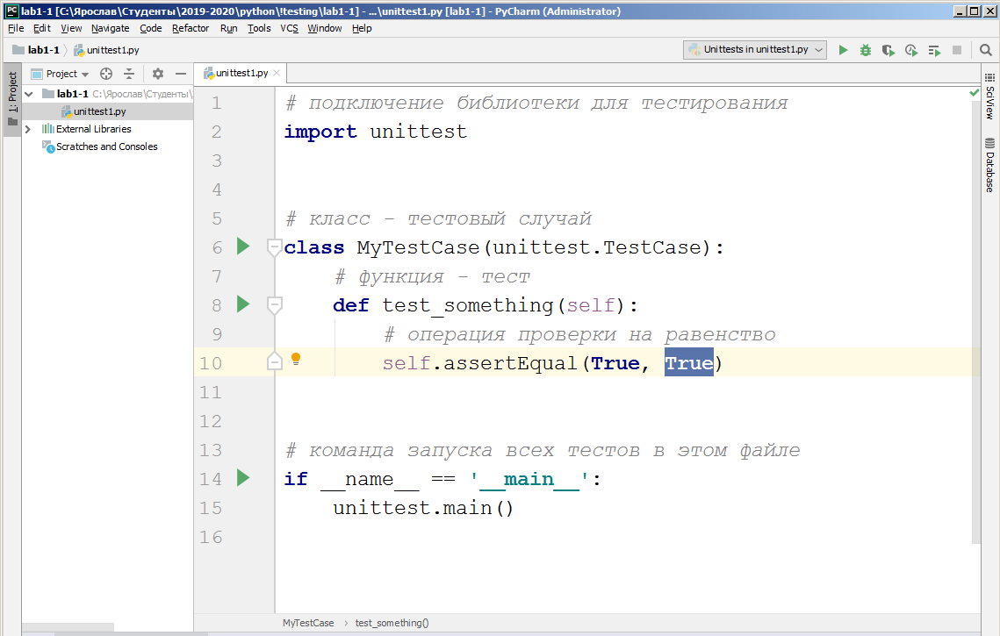 lab1-1 [C:\Ярослав\Студенты\2019-2020\python\!testing\lab1-1] - ...\unittest1.py [lab1-1] - PyCharm (Administrator)
File Edit View Navigate Code Refactor Run Tools VCS Window Help
lab1-1 unittest1.py Unittests in unittest1.py
Project unittest1.py
1: Project
lab1-1 C:\Ярослав\Студенты\
unittest1.py
External Libraries
Scratches and Consoles
1 # подключение библиотеки для тестирования
2 import unittest
3
4
5 # класс - тестовый случай
6 class MyTestCase(unittest.TestCase):
7 # функция - тест
8 def test_something(self):
9 # операция проверки на равенство
10 self.assertEqual(True, True)
11
12
13 # команда запуска всех тестов в этом файле
14 if __name__ == '__main__':
15 unittest.main()
16
SciView
Database
MyTestCase test_something()